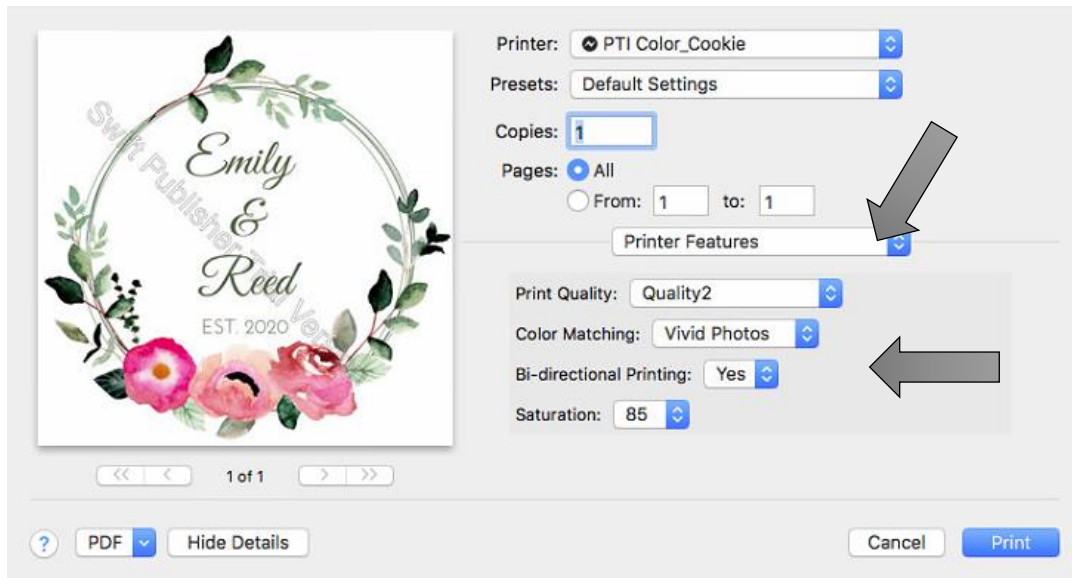 Printer: PTI Color_Cookie
Presets: Default Settings
Copies: 1
Pages: All
From: 1 to: 1
Printer Features
Print Quality: Quality2
Color Matching: Vivid Photos
Bi-directional Printing: Yes
Saturation: 85
Emily
&
Reed
EST. 2020
Swift Publisher Trial
<< < 1 of 1 > >>
? PDF Hide Details Cancel Print